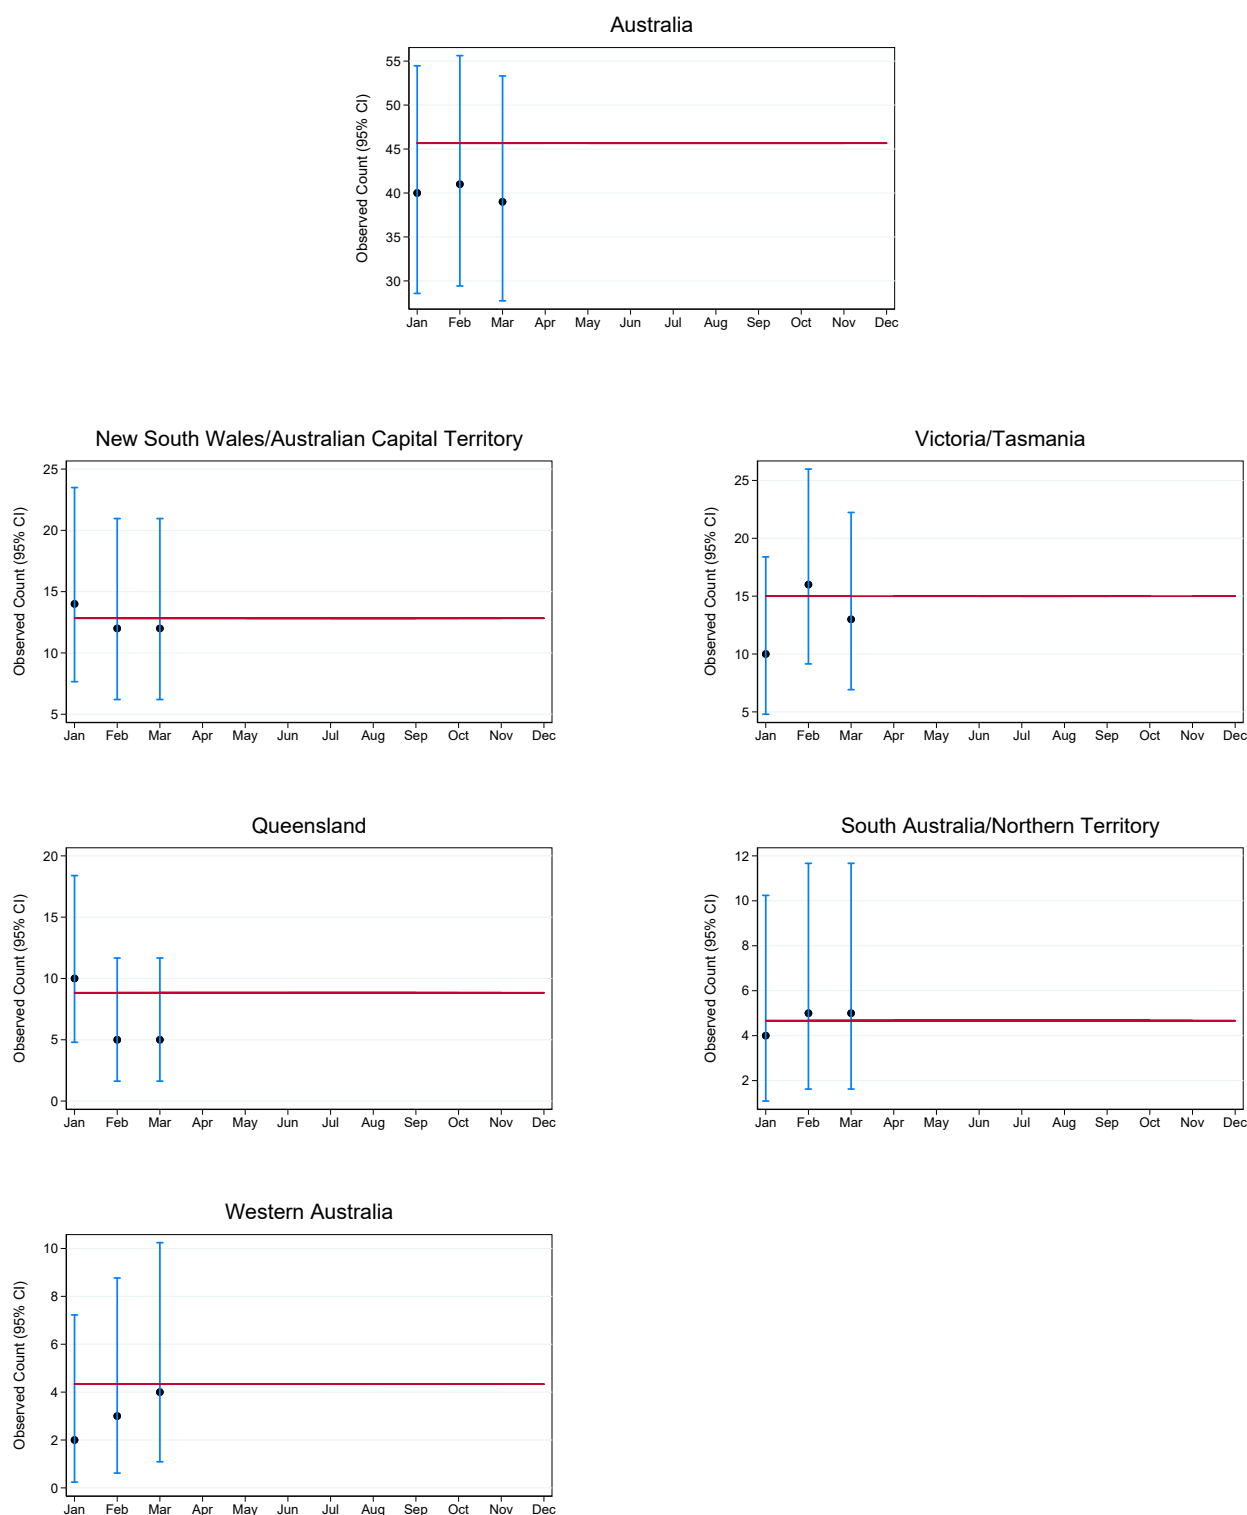 Australia
Observed Count (95% CI)
55
50
45
40
35
30
Jan Feb Mar Apr May Jun Jul Aug Sep Oct Nov Dec
New South Wales/Australian Capital Territory
Observed Count (95% CI)
25
20
15
10
5
Jan Feb Mar Apr May Jun Jul Aug Sep Oct Nov Dec
Victoria/Tasmania
Observed Count (95% CI)
25
20
15
10
5
Jan Feb Mar Apr May Jun Jul Aug Sep Oct Nov Dec
Queensland
Observed Count (95% CI)
20
15
10
5
0
Jan Feb Mar Apr May Jun Jul Aug Sep Oct Nov Dec
South Australia/Northern Territory
Observed Count (95% CI)
12
10
8
6
4
2
Jan Feb Mar Apr May Jun Jul Aug Sep Oct Nov Dec
Western Australia
Observed Count (95% CI)
10
8
6
4
2
0
Jan Feb Mar Apr May Jun Jul Aug Sep Oct Nov Dec